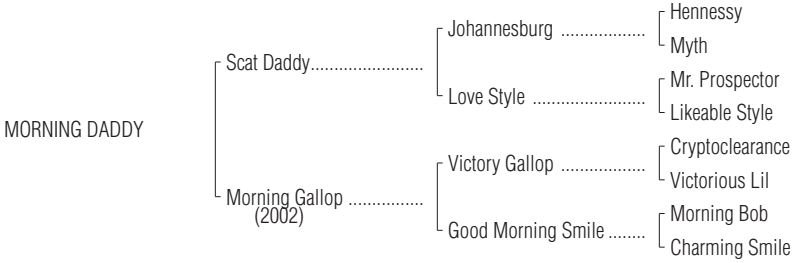 Hennessy
Johannesburg ...................
Myth
Scat Daddy........................
Mr. Prospector
Love Style ........................
Likeable Style
MORNING DADDY
Cryptoclearance
Victory Gallop ..................
Victorious Lil
Morning Gallop ................
(2002)
Morning Bob
Good Morning Smile ........
Charming Smile